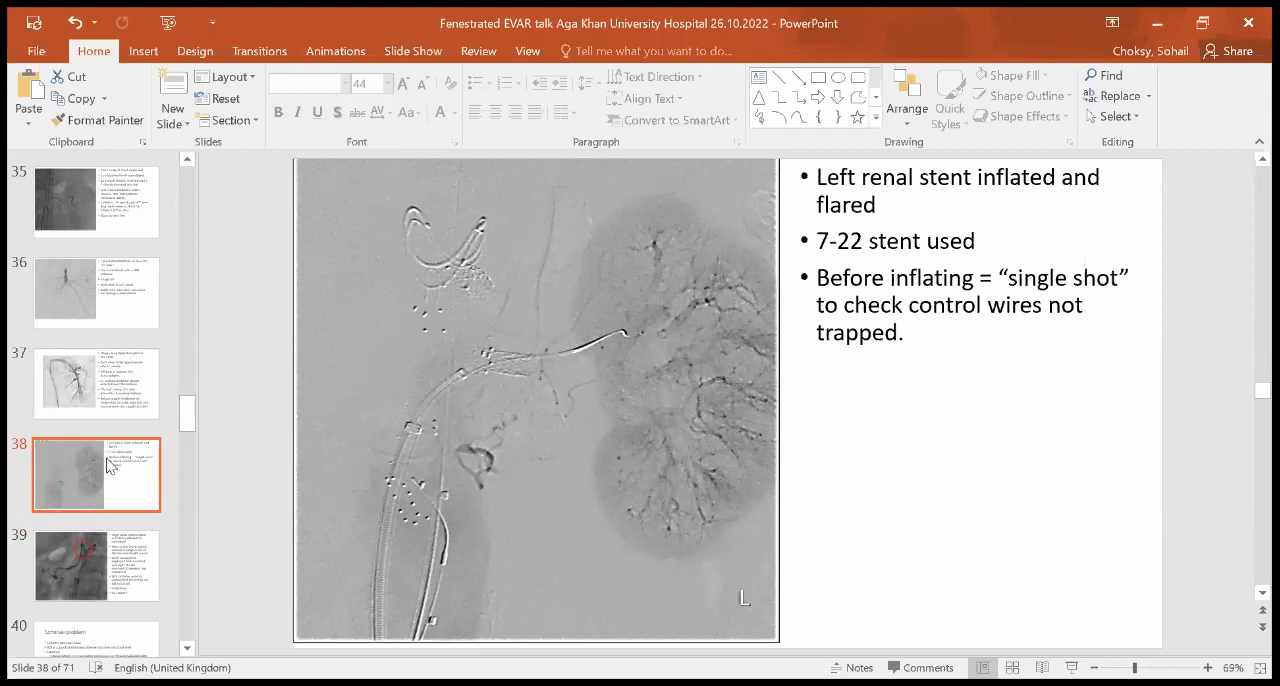 Fenestrated EVAR talk Aga Khan University Hospital 26.10.2022 - PowerPoint
File Home Insert Design Transitions Animations Slide Show Review View Tell me what you want to do... Choksy, Sohail Share
Cut
Copy
Format Painter
Paste
Clipboard
New
Slide
Layout
Reset
Section
Slides
44
B I U S abc AV Aa A
Font
Text Direction
Align Text
Convert to SmartArt
Paragraph
Arrange
Quick
Styles
Shape Fill
Shape Outline
Shape Effects
Drawing
Find
Replace
Select
Editing
35
36
37
38
39
40
• Left renal stent inflated and
flared
• 7-22 stent used
• Before inflating = “single shot”
to check control wires not
trapped.
L
Slide 38 of 71 English (United Kingdom) Notes Comments 69%